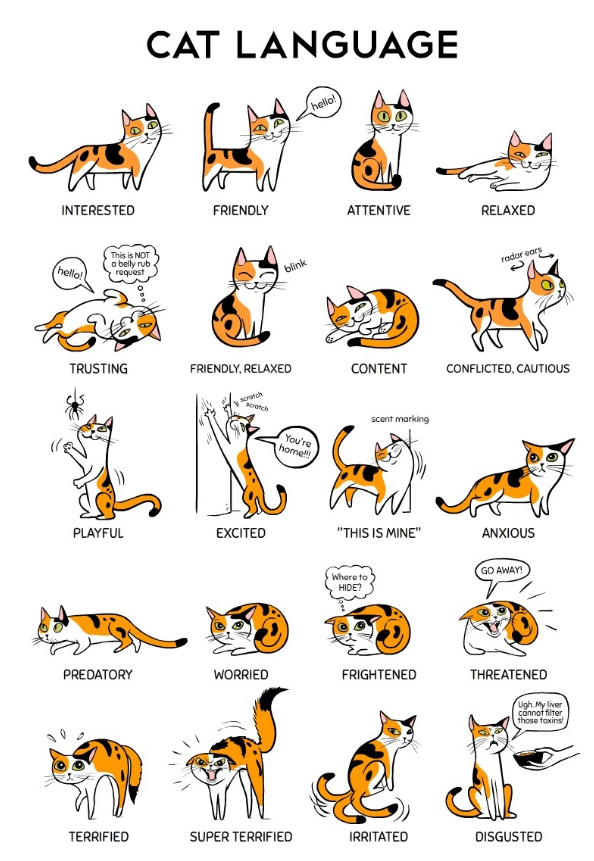 CAT LANGUAGE
hello!
INTERESTED
FRIENDLY
ATTENTIVE
RELAXED
hello!
This is NOT
a belly rub
request
blink
radar ears
TRUSTING
FRIENDLY, RELAXED
CONTENT
CONFLICTED, CAUTIOUS
scratch
scratch
You're
home!!!
scent marking
PLAYFUL
EXCITED
"THIS IS MINE"
ANXIOUS
Where to
HIDE?
GO AWAY!
PREDATORY
WORRIED
FRIGHTENED
THREATENED
Ugh. My liver
cannot filter
those toxins!
TERRIFIED
SUPER TERRIFIED
IRRITATED
DISGUSTED